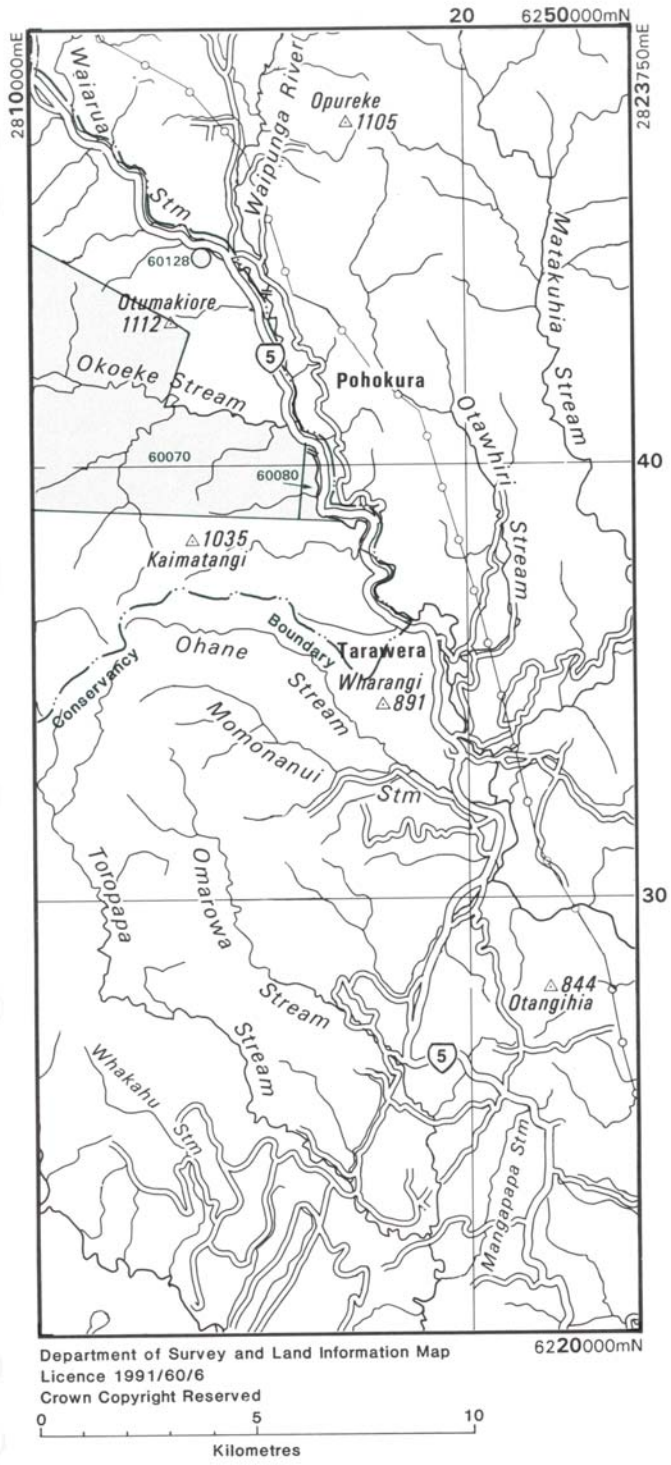 20 6250000mN
2810000mE
2823750mE
Waiarua
Stm
Waipunga River
Opureke
1105
Matakuhia
Stream
60128
Otumakiore
1112
5
Okoeke Stream
Pohokura
Otawhiri
Stream
60070
60080
40
1035
Kaimatangi
Conservancy
Boundary
Ohane
Stream
Tarawera
Wharangi
891
Momonanui
Stm
Toropapa
Stream
Omarowa
Stream
30
844
Otangihia
5
Whakahu
Stm
Mangapapa Stm
6220000mN
Department of Survey and Land Information Map
Licence 1991/60/6
Crown Copyright Reserved
0 5 10
Kilometres